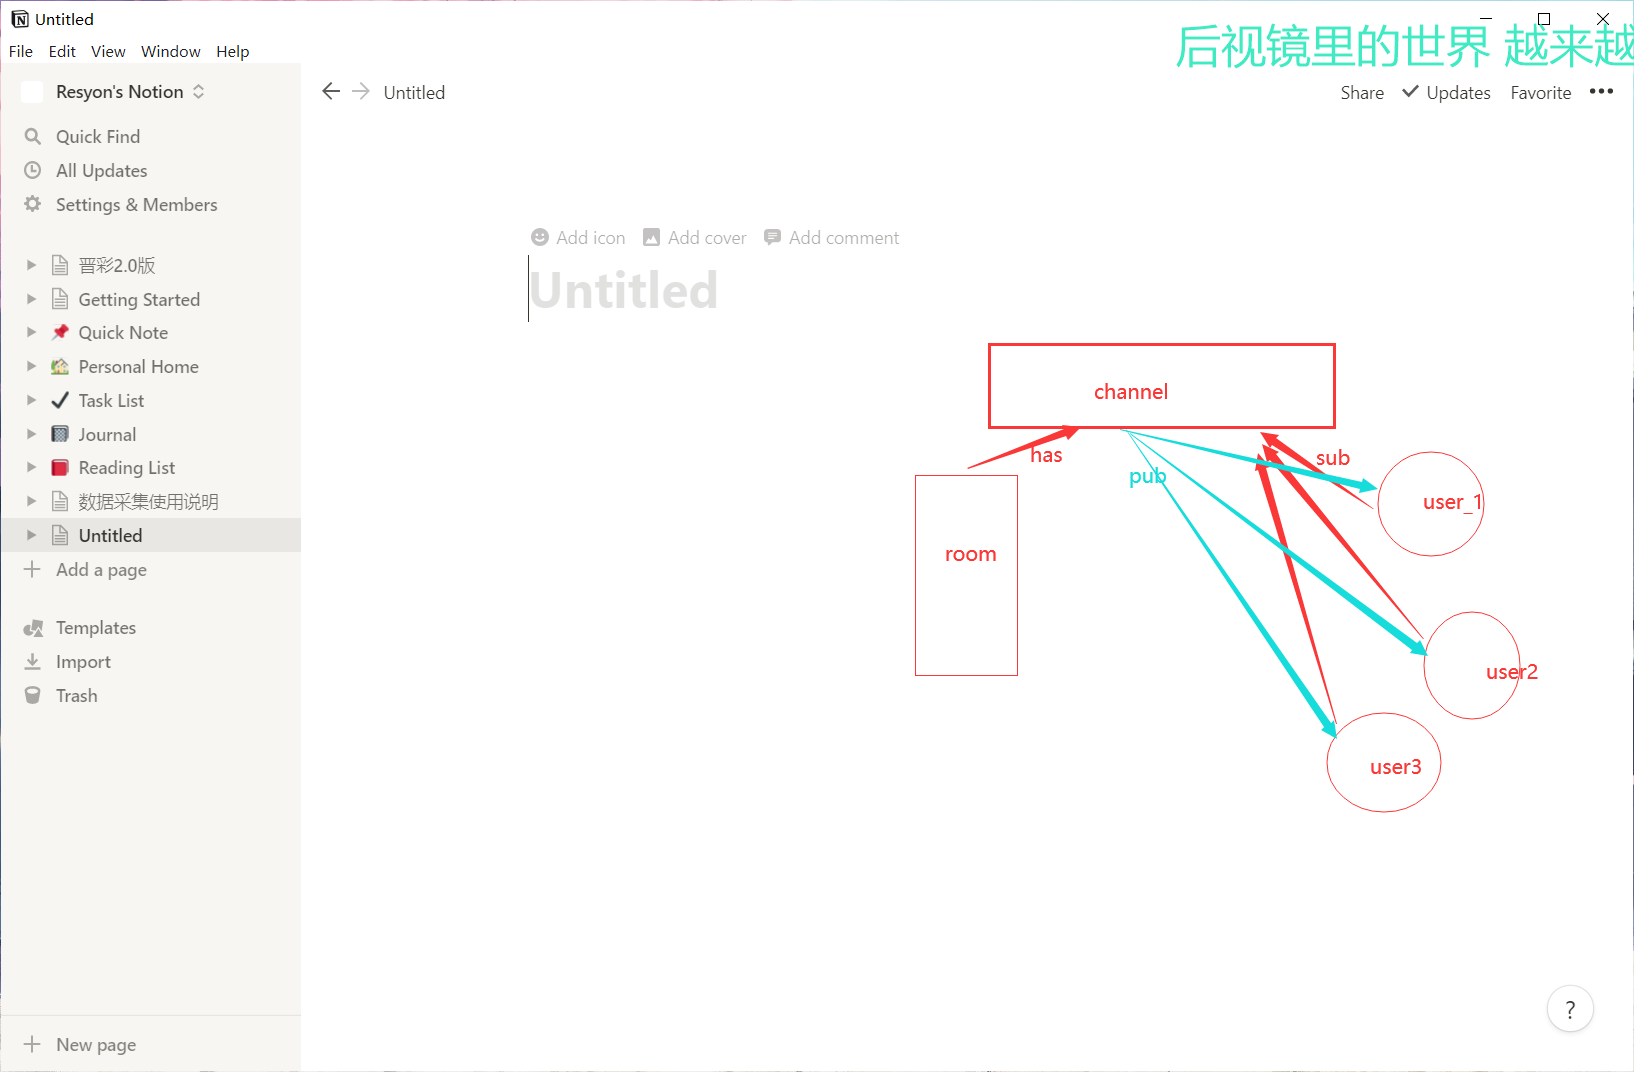 Untitled
后视镜里的世界 越来越
File Edit View Window Help
Resyon's Notion
Untitled
Share Updates Favorite •••
Quick Find
All Updates
Settings & Members
晋彩2.0版
Getting Started
Quick Note
Personal Home
Task List
Journal
Reading List
数据采集使用说明
Untitled
Add a page
Templates
Import
Trash
New page
Add icon Add cover Add comment
Untitled
channel
has
pub
sub
user_1
room
user2
user3
?